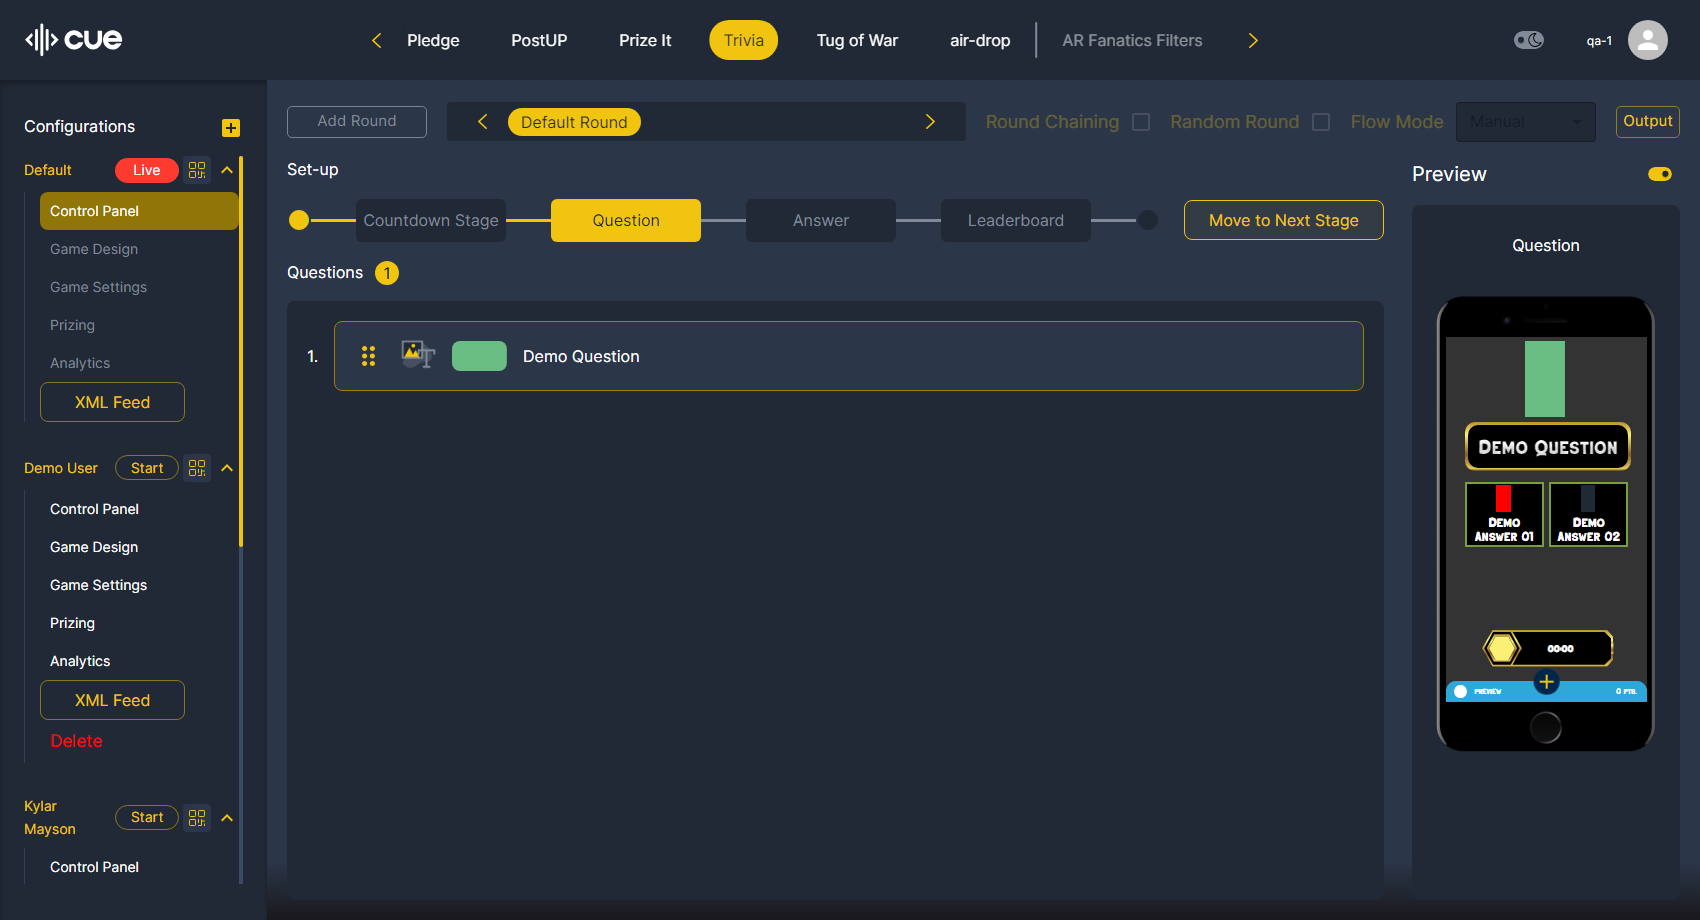 cue
Pledge
PostUP
Prize It
Trivia
Tug of War
air-drop
AR Fanatics Filters
qa-1
Configurations
Default
Live
Control Panel
Game Design
Game Settings
Prizing
Analytics
XML Feed
Demo User
Start
Control Panel
Game Design
Game Settings
Prizing
Analytics
XML Feed
Delete
Kylar
Mayson
Start
Control Panel
Add Round
Default Round
Round Chaining
Random Round
Flow Mode
Manual
Output
Set-up
Countdown Stage
Question
Answer
Leaderboard
Move to Next Stage
Questions 1
1.
Demo Question
Preview
Question
Demo Question
Demo
Answer 01
Demo
Answer 02
00:00
PREVIEW
0 PTS.